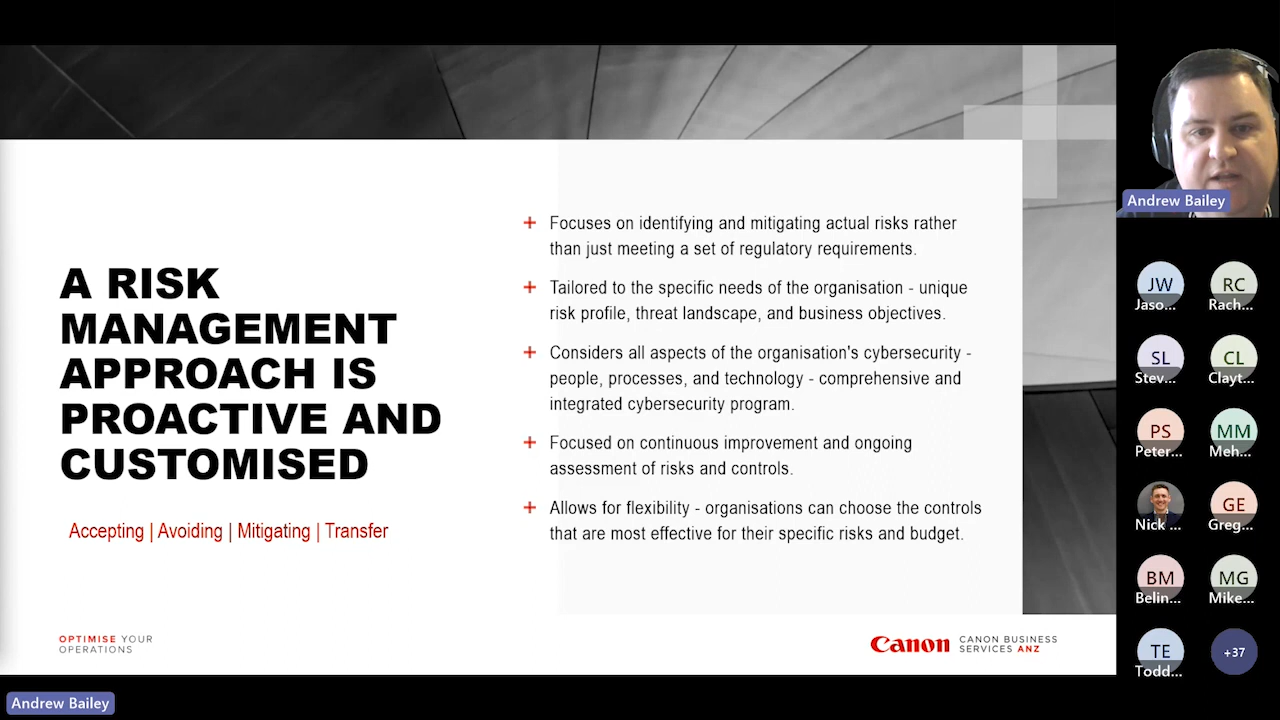 A RISK
MANAGEMENT
APPROACH IS
PROACTIVE AND
CUSTOMISED
Accepting | Avoiding | Mitigating | Transfer
Focuses on identifying and mitigating actual risks rather
than just meeting a set of regulatory requirements.
Tailored to the specific needs of the organisation - unique
risk profile, threat landscape, and business objectives.
Considers all aspects of the organisation's cybersecurity -
people, processes, and technology - comprehensive and
integrated cybersecurity program.
Focused on continuous improvement and ongoing
assessment of risks and controls.
Allows for flexibility - organisations can choose the controls
that are most effective for their specific risks and budget.
OPTIMISE YOUR
OPERATIONS
Canon
CANON BUSINESS
SERVICES ANZ
Andrew Bailey
Andrew Bailey
JW
RC
Jaso...
Rach...
SL
CL
Stev...
Clayt...
PS
MM
Peter...
Meh...
GE
Nick ...
Greg...
BM
MG
Belin...
Mike...
TE
+37
Todd...